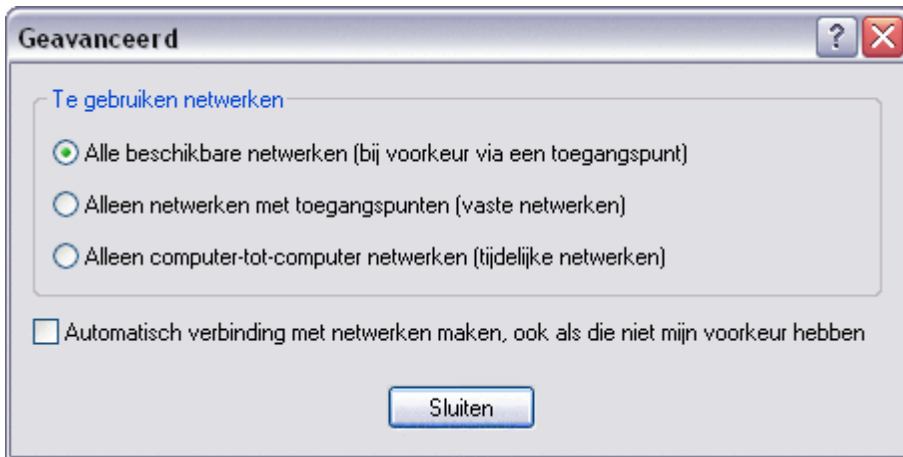 Geavanceerd
?
Te gebruiken netwerken
Alle beschikbare netwerken (bij voorkeur via een toegangspunt)
Alleen netwerken met toegangspunten (vaste netwerken)
Alleen computer-tot-computer netwerken (tijdelijke netwerken)
Automatisch verbinding met netwerken maken, ook als die niet mijn voorkeur hebben
Sluiten